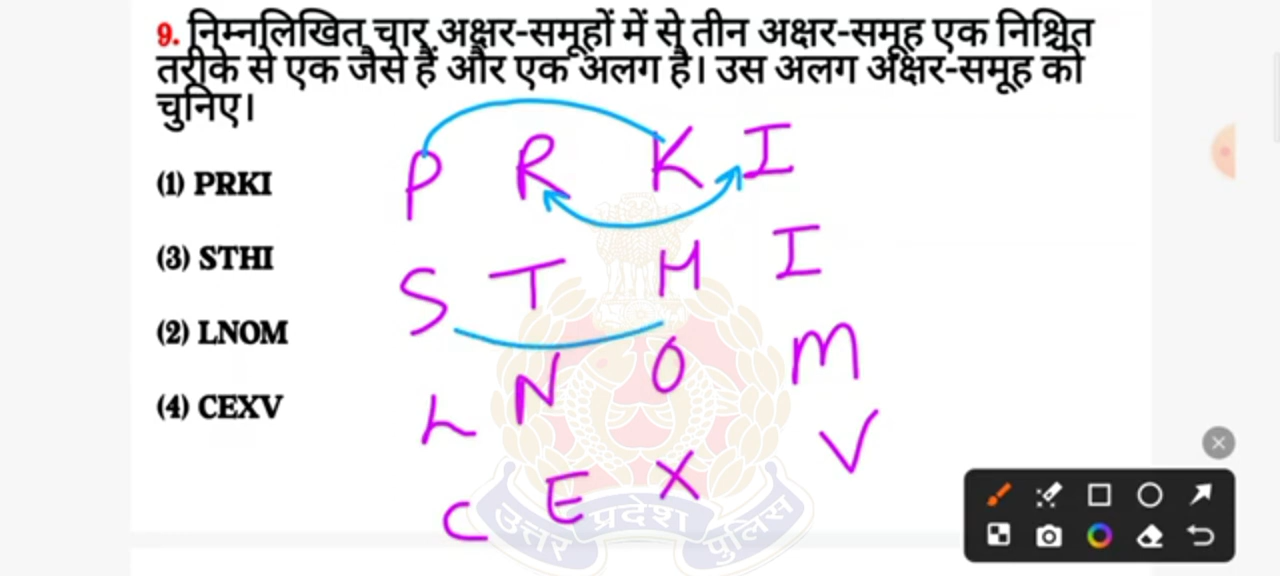 9. निम्नलिखित चार अक्षर-समूहों में से तीन अक्षर-समूह एक निश्चित
तरीके से एक जैसे हैं और एक अलग है। उस अलग अक्षर-समूह को
चुनिए।
P R K I
(1) PRKI
S T H I
(3) STHI
L N O M
(2) LNOM
C E X V
(4) CEXV
उत्तर प्रदेश पुलिस